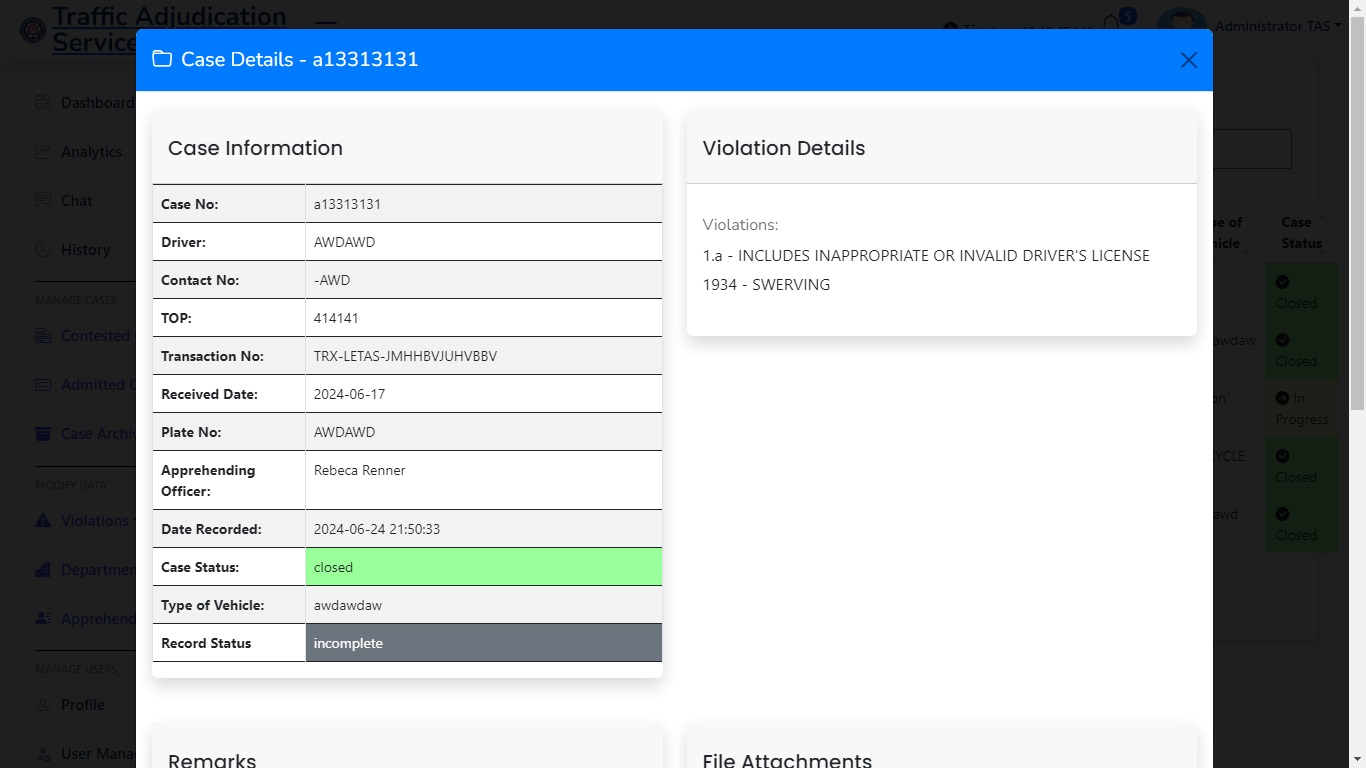 Traffic Adjudication
Service
5
Administrator TAS
Case Details - a13313131
Dashboard
Analytics
Chat
History
MANAGE CASES
Contested
Admitted C
Case Archiv
MODIFY DATA
Violations
Departmen
Apprehend
MANAGE USERS
Profile
User Mana
Case Information
Case No: a13313131
Driver: AWDAWD
Contact No: -AWD
TOP: 414141
Transaction No: TRX-LETAS-JMHHBVJUHVBBV
Received Date: 2024-06-17
Plate No: AWDAWD
Apprehending Rebeca Renner
Officer:
Date Recorded: 2024-06-24 21:50:33
Case Status: closed
Type of Vehicle: awdawdaw
Record Status incomplete
Remarks
Violation Details
Violations:
1.a - INCLUDES INAPPROPRIATE OR INVALID DRIVER'S LICENSE
1934 - SWERVING
File Attachments
pe of Case
hicle Status
Closed
awdaw
Closed
on` In
Progress
YCLE
Closed
awd
Closed